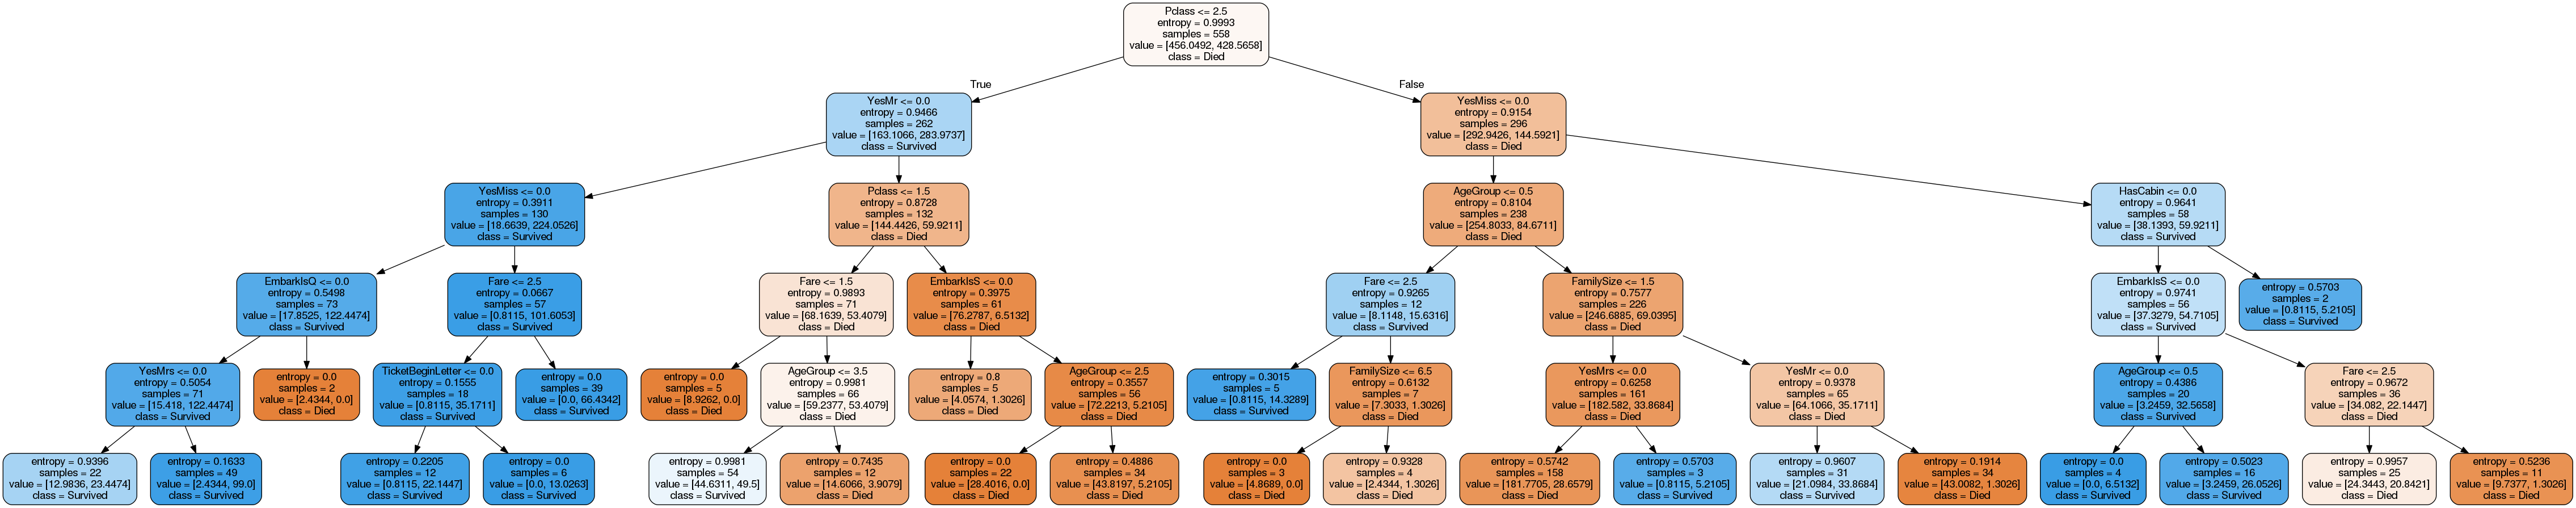 Pclass <= 2.5
entropy = 0.9993
samples = 558
value = [456.0492, 428.5658]
class = Died
True
False
YesMr <= 0.0
entropy = 0.9466
samples = 262
value = [163.1066, 283.9737]
class = Survived
YesMiss <= 0.0
entropy = 0.9154
samples = 296
value = [292.9426, 144.5921]
class = Died
YesMiss <= 0.0
entropy = 0.3911
samples = 130
value = [18.6639, 224.0526]
class = Survived
Pclass <= 1.5
entropy = 0.8728
samples = 132
value = [144.4426, 59.9211]
class = Died
AgeGroup <= 0.5
entropy = 0.8104
samples = 238
value = [254.8033, 84.6711]
class = Died
HasCabin <= 0.0
entropy = 0.9641
samples = 58
value = [38.1393, 59.9211]
class = Survived
EmbarkIsQ <= 0.0
entropy = 0.5498
samples = 73
value = [17.8525, 122.4474]
class = Survived
Fare <= 2.5
entropy = 0.0667
samples = 57
value = [0.8115, 101.6053]
class = Survived
Fare <= 1.5
entropy = 0.9893
samples = 71
value = [68.1639, 53.4079]
class = Died
EmbarkIsS <= 0.0
entropy = 0.3975
samples = 61
value = [76.2787, 6.5132]
class = Died
Fare <= 2.5
entropy = 0.9265
samples = 12
value = [8.1148, 15.6316]
class = Survived
FamilySize <= 1.5
entropy = 0.7577
samples = 226
value = [246.6885, 69.0395]
class = Died
EmbarkIsS <= 0.0
entropy = 0.9741
samples = 56
value = [37.3279, 54.7105]
class = Survived
entropy = 0.5703
samples = 2
value = [0.8115, 5.2105]
class = Survived
YesMrs <= 0.0
entropy = 0.5054
samples = 71
value = [15.418, 122.4474]
class = Survived
entropy = 0.0
samples = 2
value = [2.4344, 0.0]
class = Died
TicketBeginLetter <= 0.0
entropy = 0.1555
samples = 18
value = [0.8115, 35.1711]
class = Survived
entropy = 0.0
samples = 39
value = [0.0, 66.4342]
class = Survived
entropy = 0.0
samples = 5
value = [8.9262, 0.0]
class = Died
AgeGroup <= 3.5
entropy = 0.9981
samples = 66
value = [59.2377, 53.4079]
class = Died
entropy = 0.8
samples = 5
value = [4.0574, 1.3026]
class = Died
AgeGroup <= 2.5
entropy = 0.3557
samples = 56
value = [72.2213, 5.2105]
class = Died
entropy = 0.3015
samples = 5
value = [0.8115, 14.3289]
class = Survived
FamilySize <= 6.5
entropy = 0.6132
samples = 7
value = [7.3033, 1.3026]
class = Died
YesMrs <= 0.0
entropy = 0.6258
samples = 161
value = [182.582, 33.8684]
class = Died
YesMr <= 0.0
entropy = 0.9378
samples = 65
value = [64.1066, 35.1711]
class = Died
AgeGroup <= 0.5
entropy = 0.4386
samples = 20
value = [3.2459, 32.5658]
class = Survived
Fare <= 2.5
entropy = 0.9672
samples = 36
value = [34.082, 22.1447]
class = Died
entropy = 0.9396
samples = 22
value = [12.9836, 23.4474]
class = Survived
entropy = 0.1633
samples = 49
value = [2.4344, 99.0]
class = Survived
entropy = 0.2205
samples = 12
value = [0.8115, 22.1447]
class = Survived
entropy = 0.0
samples = 6
value = [0.0, 13.0263]
class = Survived
entropy = 0.9981
samples = 54
value = [44.6311, 49.5]
class = Survived
entropy = 0.7435
samples = 12
value = [14.6066, 3.9079]
class = Died
entropy = 0.0
samples = 22
value = [28.4016, 0.0]
class = Died
entropy = 0.4886
samples = 34
value = [43.8197, 5.2105]
class = Died
entropy = 0.0
samples = 3
value = [4.8689, 0.0]
class = Died
entropy = 0.9328
samples = 4
value = [2.4344, 1.3026]
class = Died
entropy = 0.5742
samples = 158
value = [181.7705, 28.6579]
class = Died
entropy = 0.5703
samples = 3
value = [0.8115, 5.2105]
class = Survived
entropy = 0.9607
samples = 31
value = [21.0984, 33.8684]
class = Survived
entropy = 0.1914
samples = 34
value = [43.0082, 1.3026]
class = Died
entropy = 0.0
samples = 4
value = [0.0, 6.5132]
class = Survived
entropy = 0.5023
samples = 16
value = [3.2459, 26.0526]
class = Survived
entropy = 0.9957
samples = 25
value = [24.3443, 20.8421]
class = Died
entropy = 0.5236
samples = 11
value = [9.7377, 1.3026]
class = Died